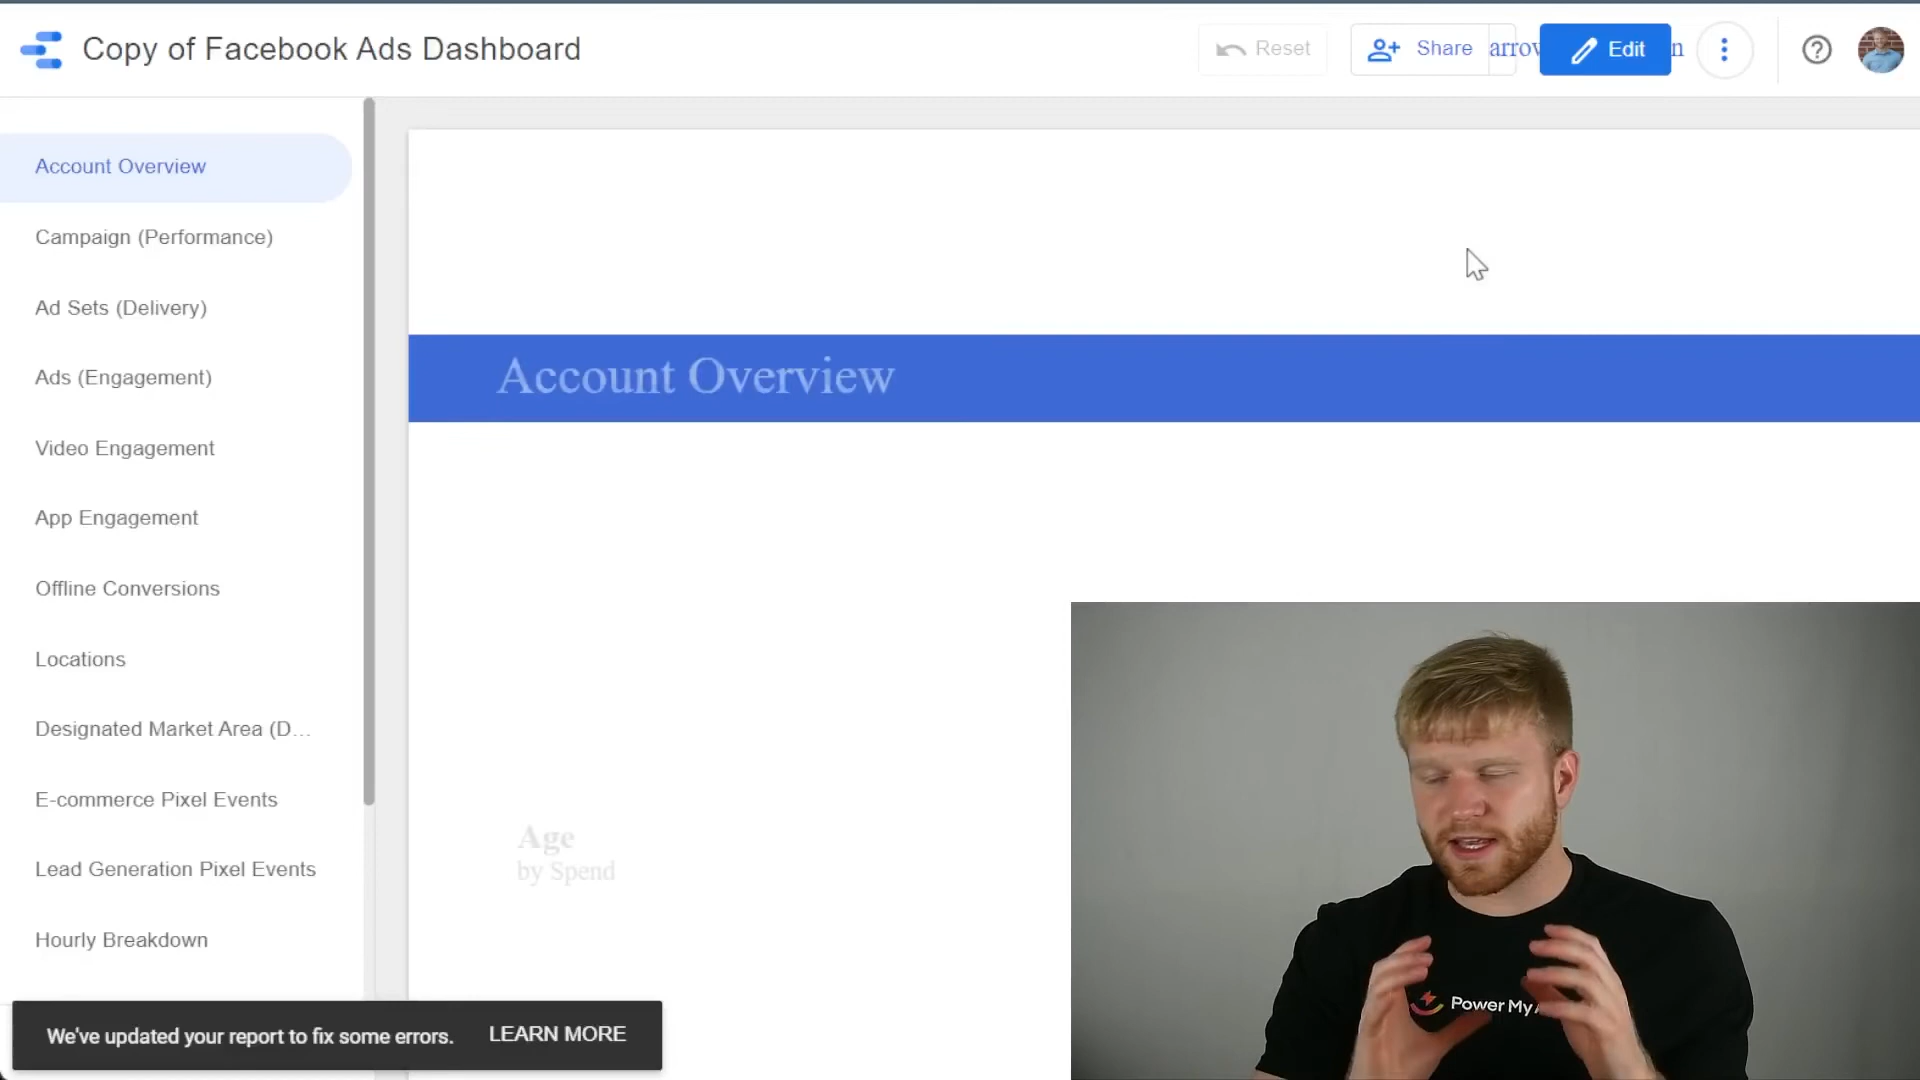 Copy of Facebook Ads Dashboard
Reset
Share
Edit
Account Overview
Campaign (Performance)
Ad Sets (Delivery)
Ads (Engagement)
Video Engagement
App Engagement
Offline Conversions
Locations
Designated Market Area (D...
E-commerce Pixel Events
Lead Generation Pixel Events
Hourly Breakdown
Account Overview
Age
by Spend
We've updated your report to fix some errors. LEARN MORE
Power My